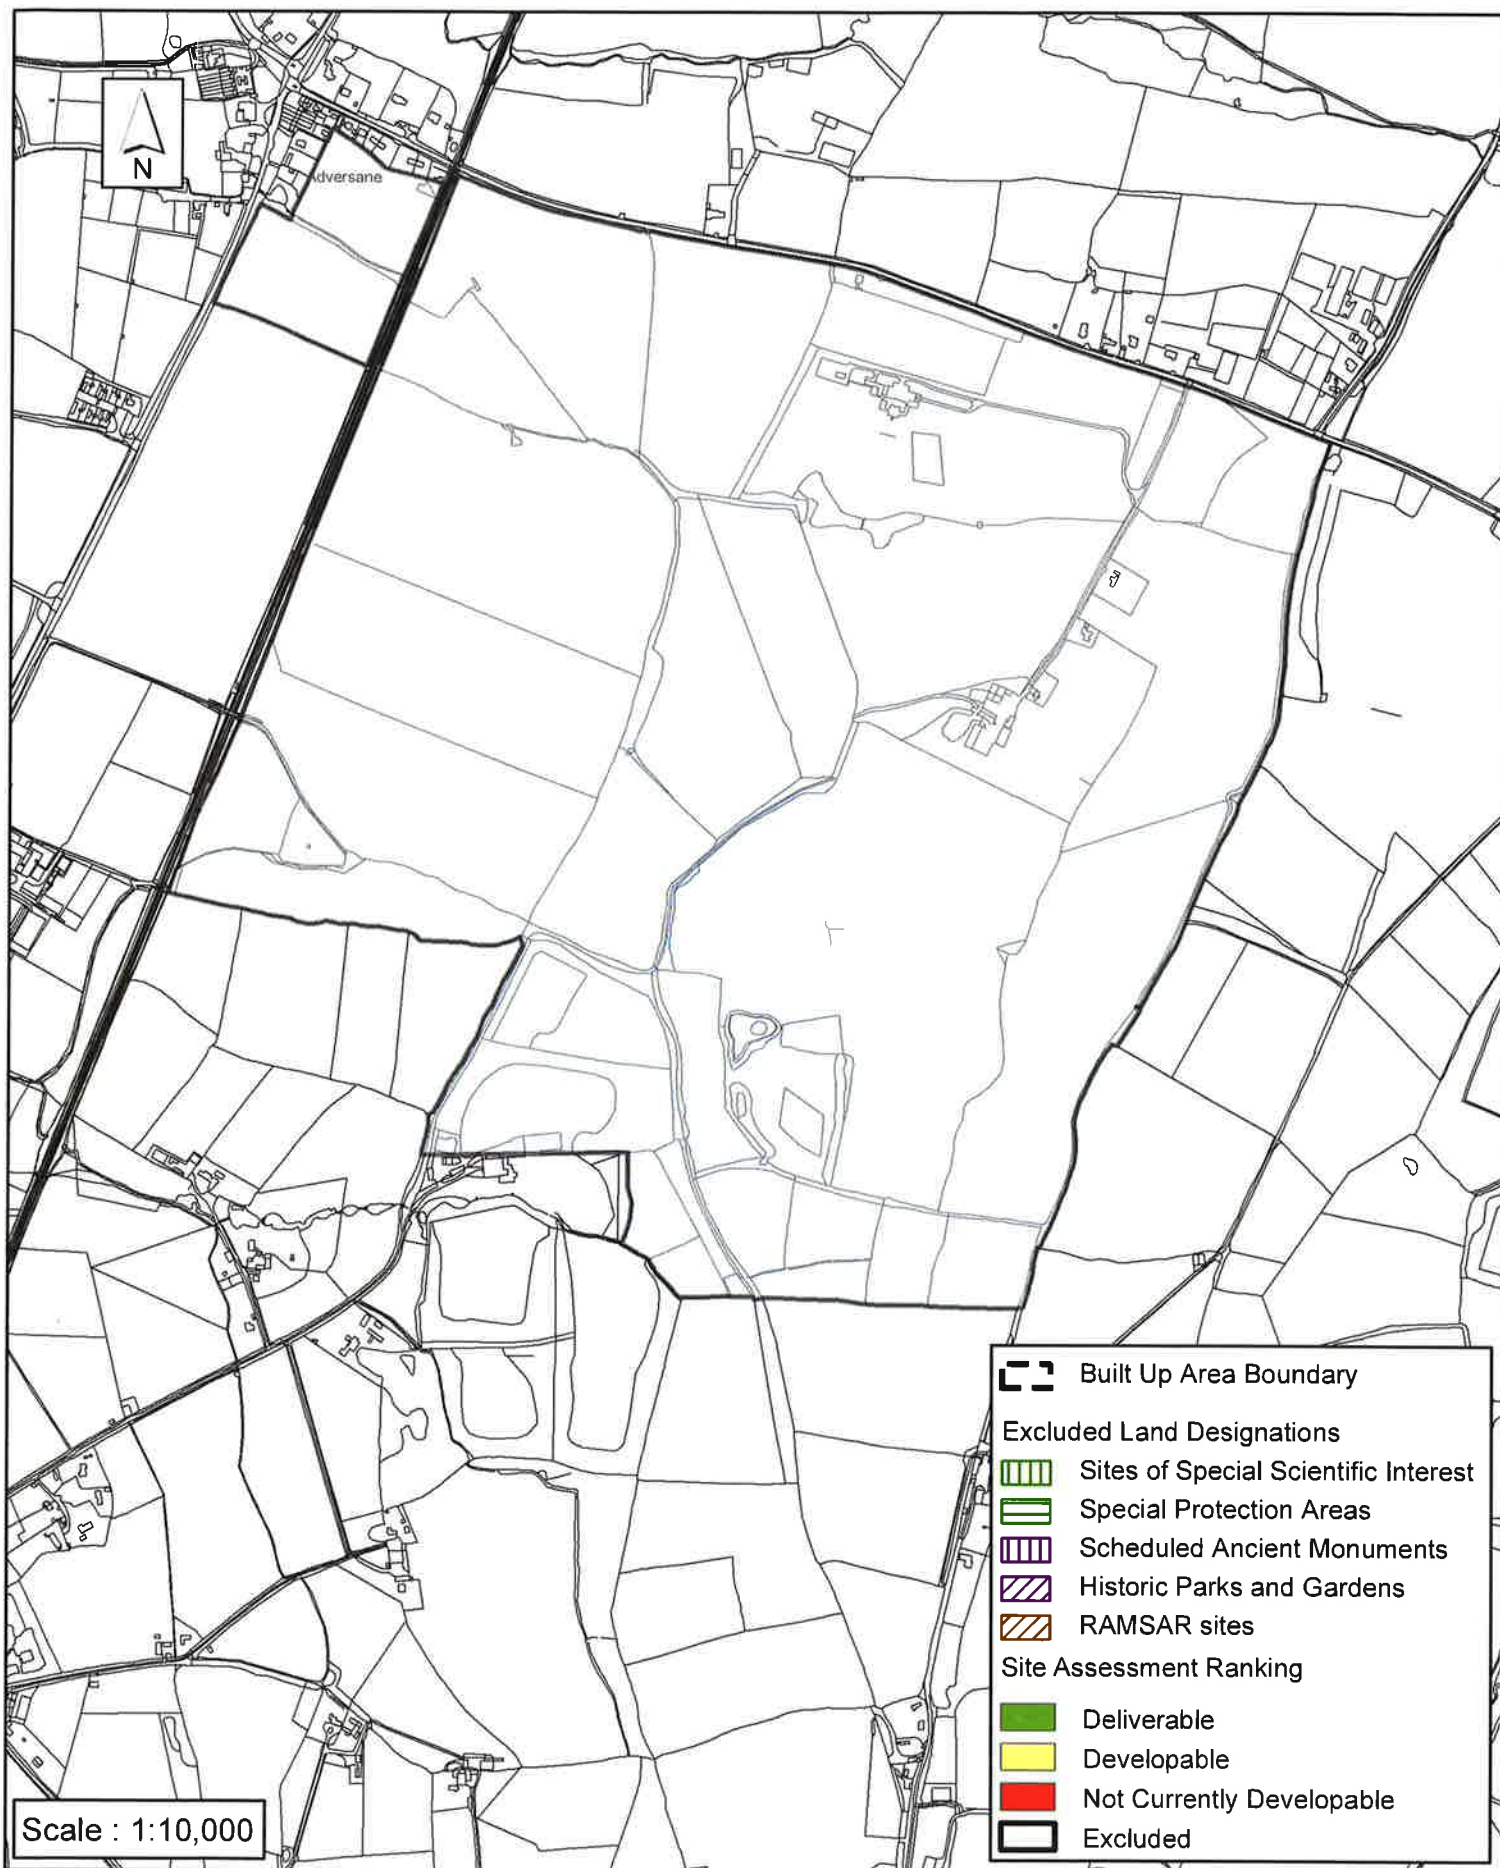 N
Adversane
Built Up Area Boundary
Excluded Land Designations
Sites of Special Scientific Interest
Special Protection Areas
Scheduled Ancient Monuments
Historic Parks and Gardens
RAMSAR sites
Site Assessment Ranking
Deliverable
Developable
Not Currently Developable
Excluded
Scale : 1:10,000